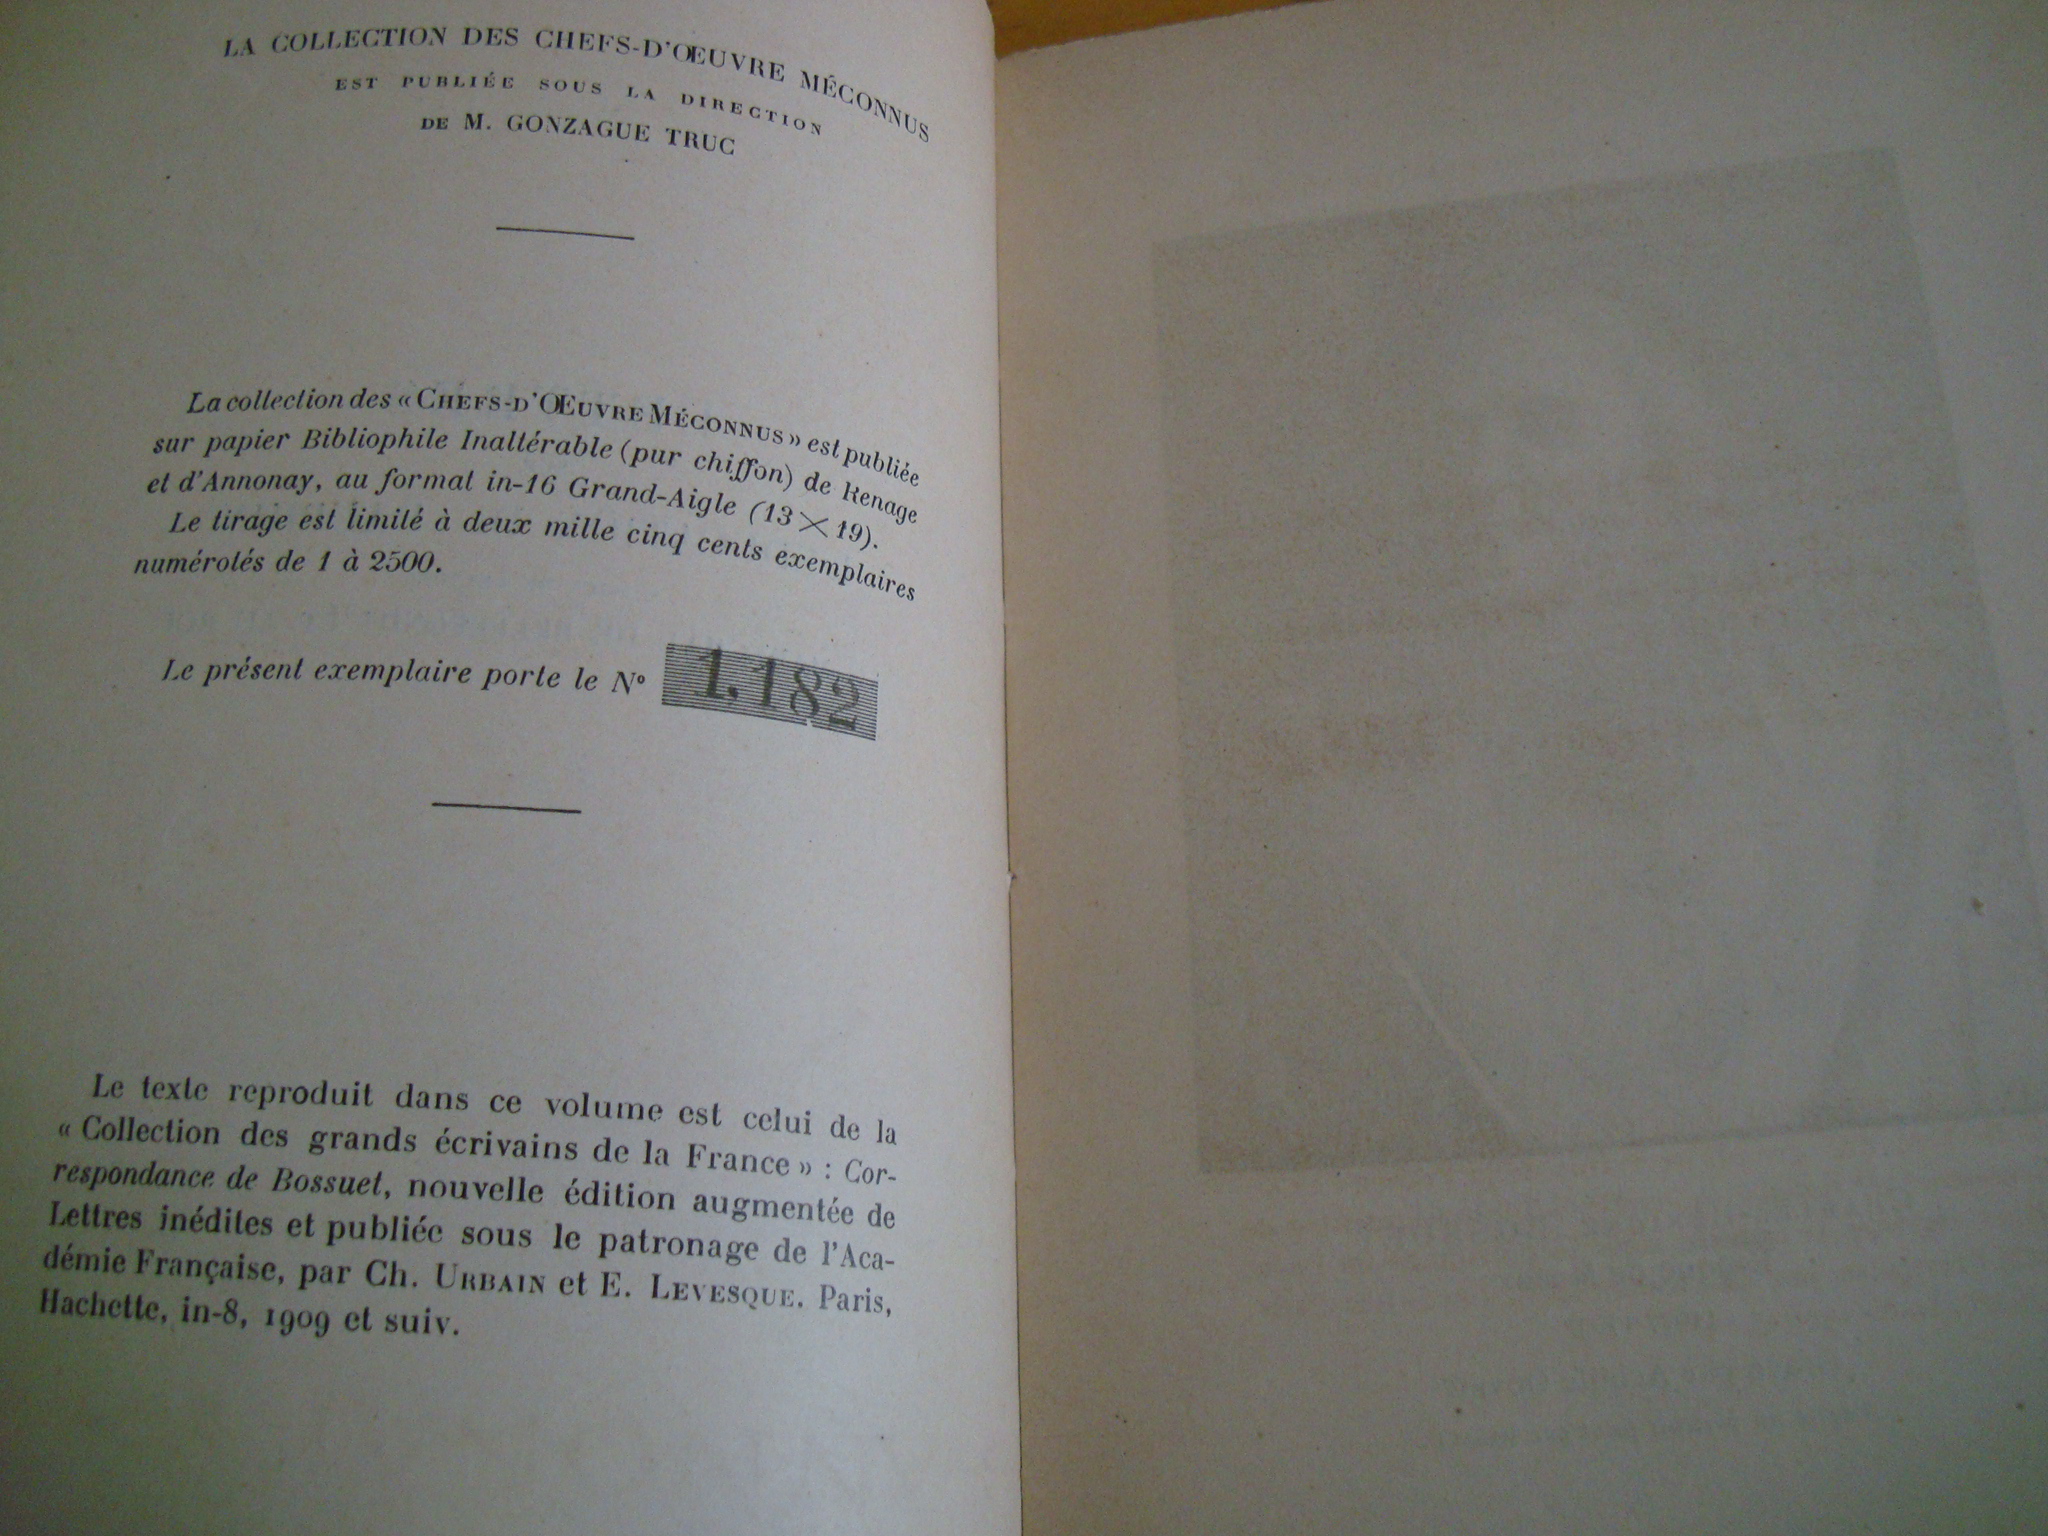 LA COLLECTION DES CHEFS-D'ŒUVRE MÉCONNUS
EST PUBLIÉE SOUS LA DIRECTION
DE M. GONZAGUE TRUC
La collection des « CHEFS-D'ŒUVRE MÉCONNUS » est publiée
sur papier Bibliophile Inaltérable (pur chiffon) de Renage
et d'Annonay, au format in-16 Grand-Aigle (13 × 19).
Le tirage est limité à deux mille cinq cents exemplaires
numérotés de 1 à 2500.
Le présent exemplaire porte le N° 1.182
Le texte reproduit dans ce volume est celui de la
« Collection des grands écrivains de la France » : Cor-
respondance de Bossuet, nouvelle édition augmentée de
Lettres inédites et publiée sous le patronage de l'Aca-
démie Française, par Ch. URBAIN et E. LEVESQUE. Paris,
Hachette, in-8, 1909 et suiv.